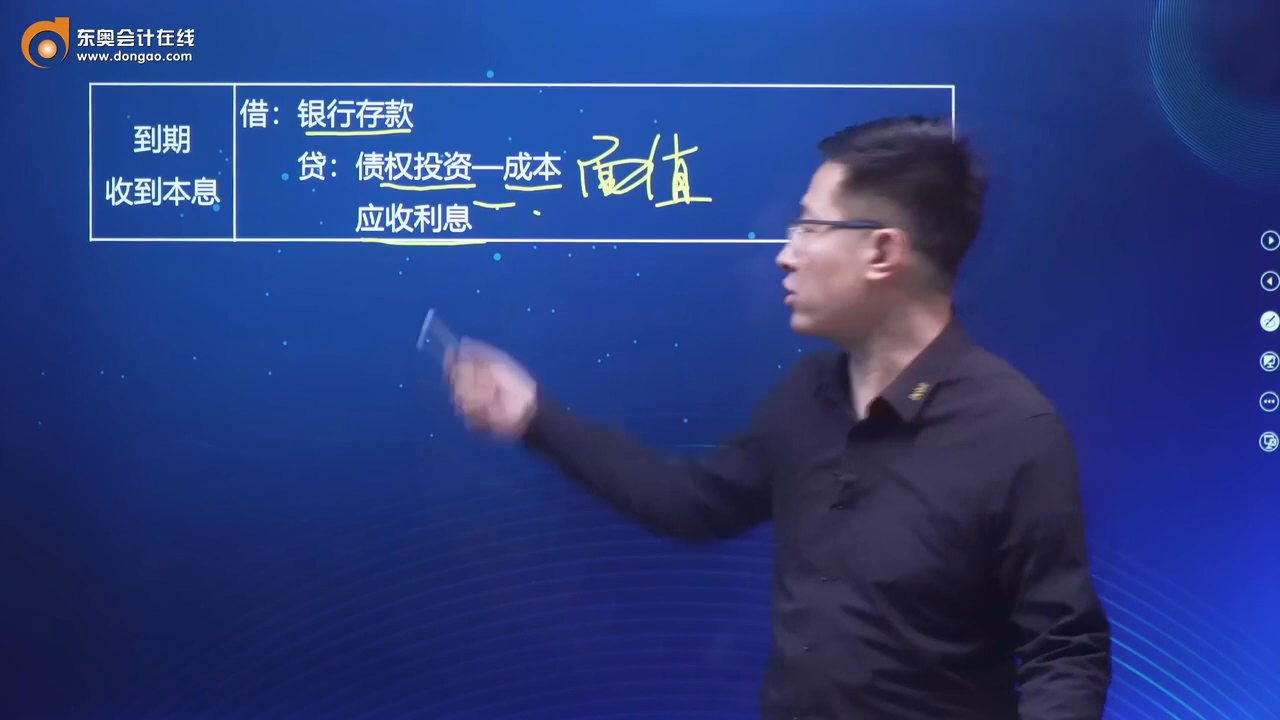 东奥会计在线
www.dongao.com
到期
收到本息
借：银行存款
贷：债权投资—成本 面值
应收利息